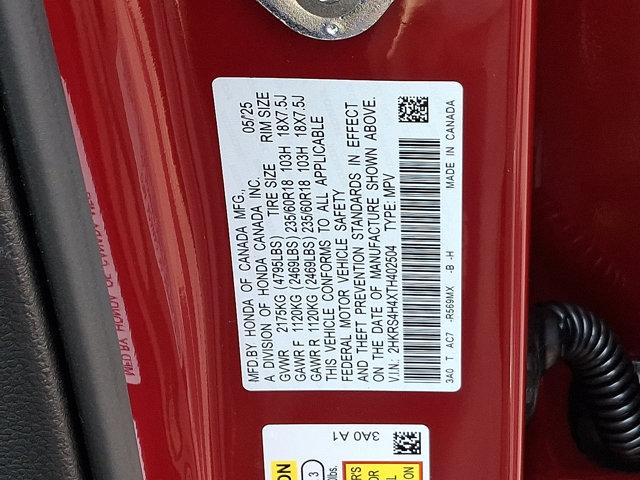 MFD.BY HONDA OF CANADA MFG., 05/'25
A DIVISION OF HONDA CANADA INC. TIRE SIZE RIM SIZE
GVWR 2175KG (4795LBS)
GAWR F 1120KG (2469LBS) 235/60R18 103H 18X7.5J
GAWR R 1120KG (2469LBS) 235/60R18 103H 18X7.5J
THIS VEHICLE CONFORMS TO ALL APPLICABLE
FEDERAL MOTOR VEHICLE SAFETY
AND THEFT PREVENTION STANDARDS IN EFFECT
ON THE DATE OF MANUFACTURE SHOWN ABOVE.
V.I.N.: 2HKRS4H4XTH402504 TYPE: MPV
3A0 T AC7 -R569MX -B -H MADE IN CANADA
3A0 A1